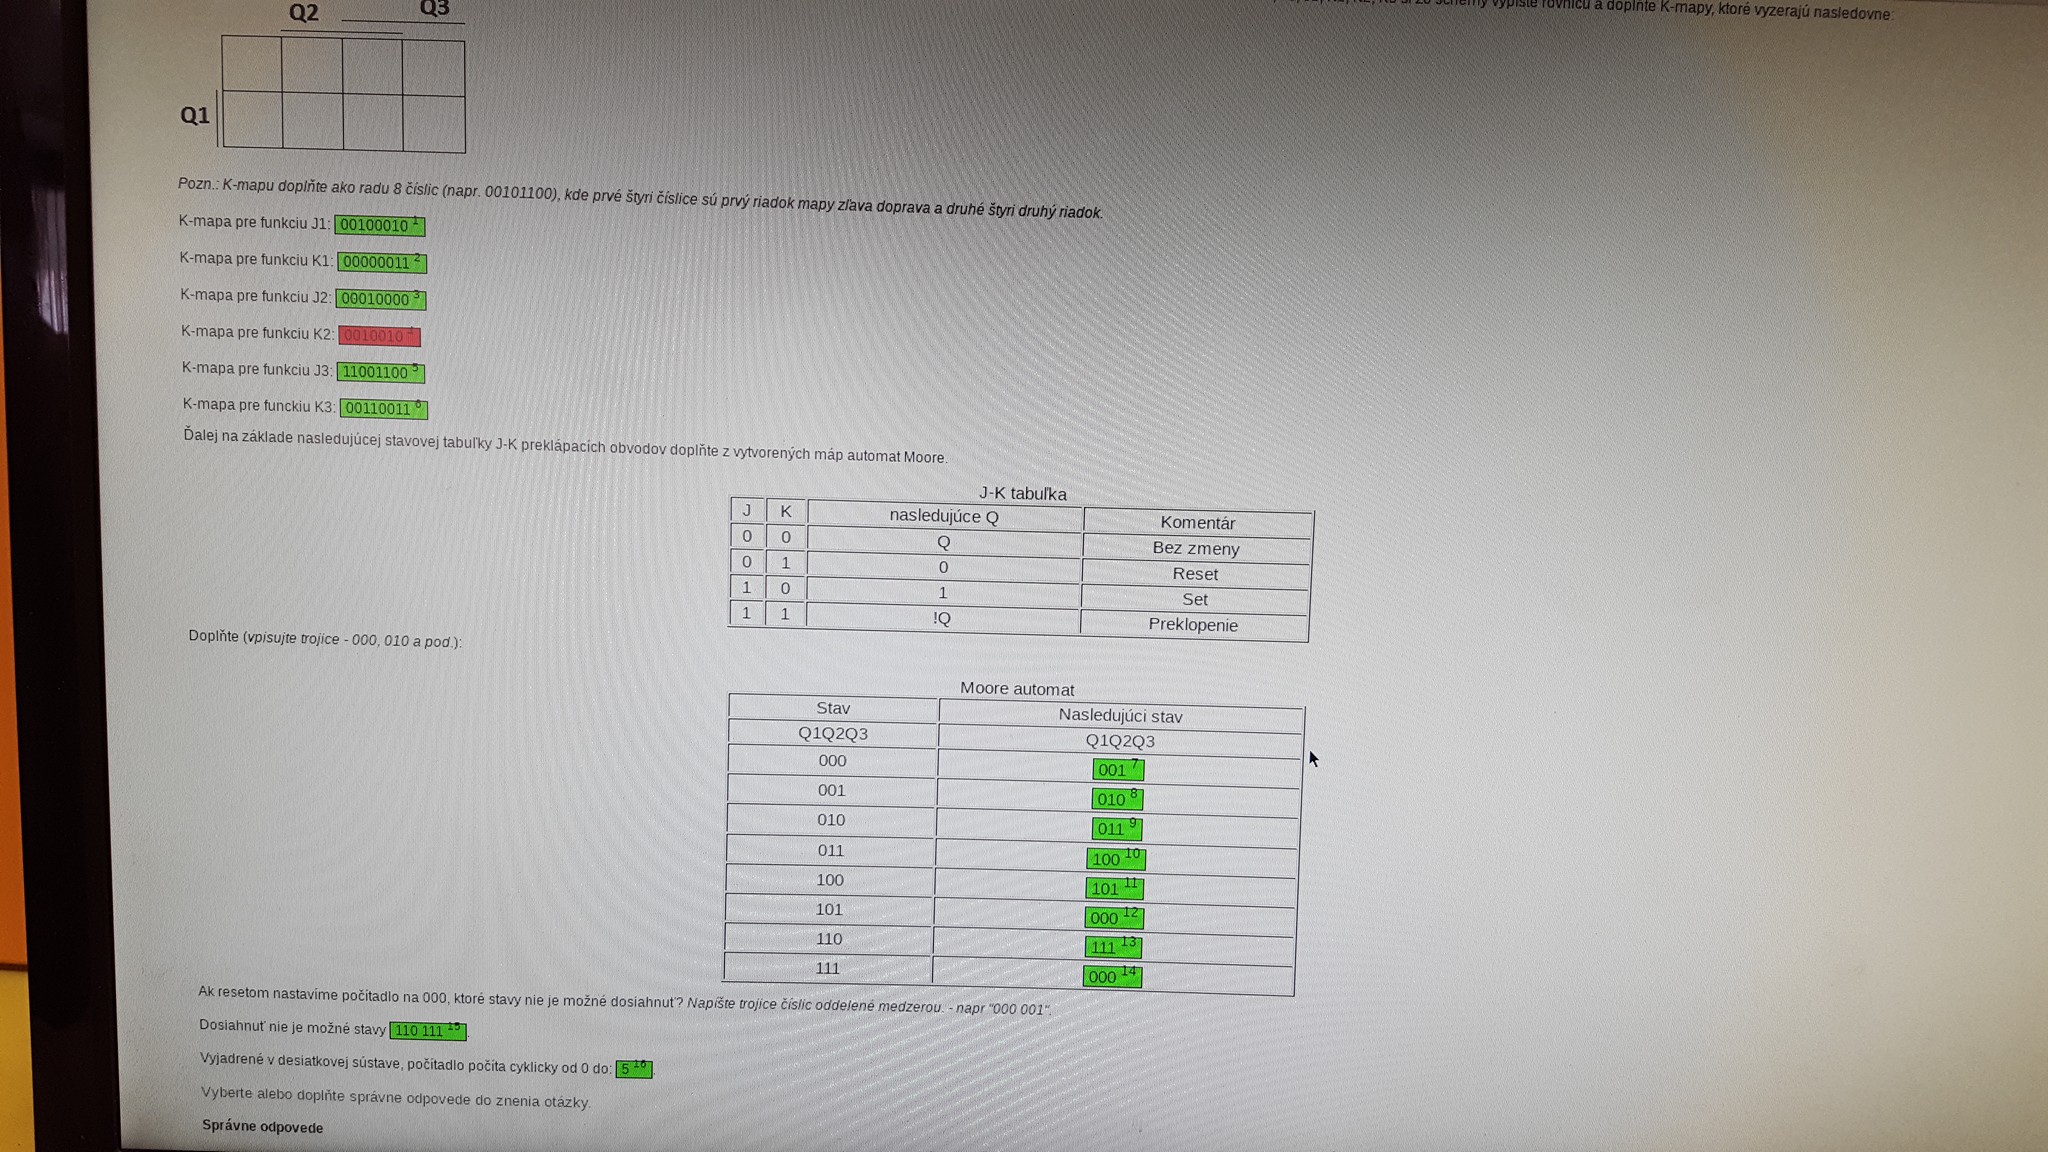 vypíšte rovnicu a doplňte K-mapy, ktoré vyzerajú nasledovne:
Q2 Q3
Q1
Pozn.: K-mapu doplňte ako radu 8 číslic (napr. 00101100), kde prvé štyri číslice sú prvý riadok mapy zľava doprava a druhé štyri druhý riadok.
K-mapa pre funkciu J1: 00100010 1
K-mapa pre funkciu K1: 00000011 2
K-mapa pre funkciu J2: 00010000 3
K-mapa pre funkciu K2: 0010010 4
K-mapa pre funkciu J3: 11001100 5
K-mapa pre funckiu K3: 00110011 6
Ďalej na základe nasledujúcej stavovej tabuľky J-K preklápacích obvodov doplňte z vytvorených máp automat Moore.
J-K tabuľka
J K nasledujúce Q Komentár
0 0 Q Bez zmeny
0 1 0 Reset
1 0 1 Set
1 1 !Q Preklopenie
Doplňte (vpisujte trojice - 000, 010 a pod.):
Moore automat
Stav Nasledujúci stav
Q1Q2Q3 Q1Q2Q3
000 001 7
001 010 8
010 011 9
011 100 10
100 101 11
101 000 12
110 111 13
111 000 14
Ak resetom nastavíme počítadlo na 000, ktoré stavy nie je možné dosiahnuť? Napíšte trojice číslic oddelené medzerou. - napr "000 001".
Dosiahnuť nie je možné stavy 110 111 15.
Vyjadrené v desiatkovej sústave, počítadlo počíta cyklicky od 0 do: 5 16.
Vyberte alebo doplňte správne odpovede do znenia otázky.
Správne odpovede